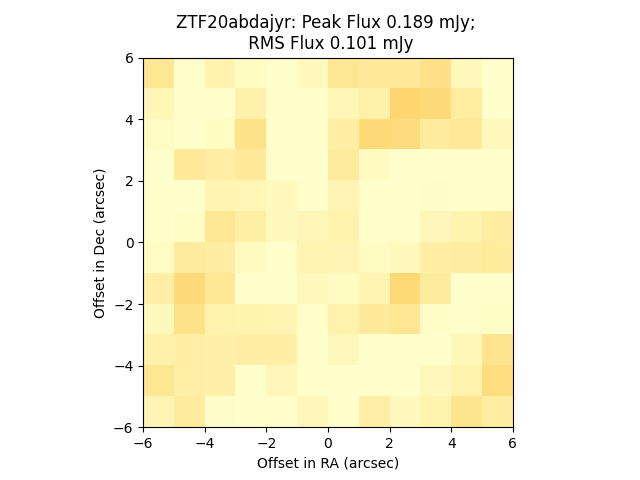 ZTF20abdajyr: Peak Flux 0.189 mJy;
RMS Flux 0.101 mJy
6
4
2
0
−2
−4
−6
Offset in Dec (arcsec)
−6 −4 −2 0 2 4 6
Offset in RA (arcsec)